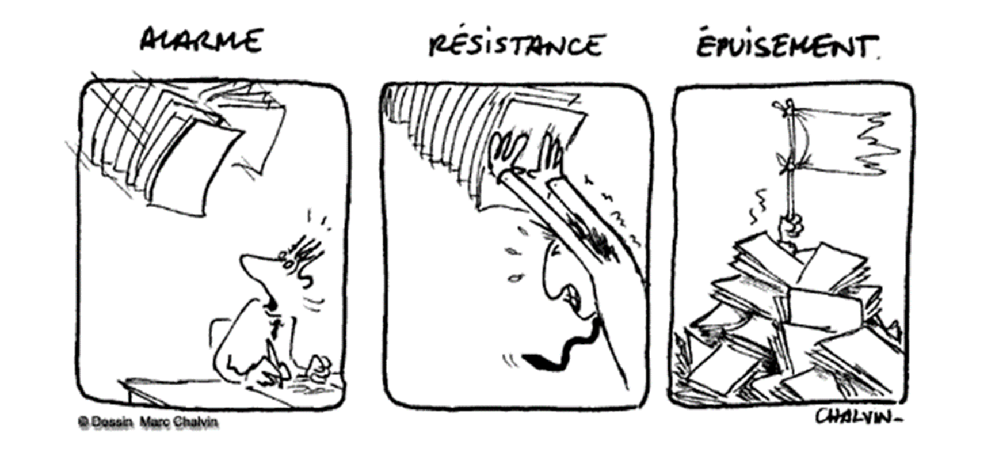 ALARME
RÉSISTANCE
ÉPUISEMENT.
© Dessin Marc Chalvin
CHALVIN